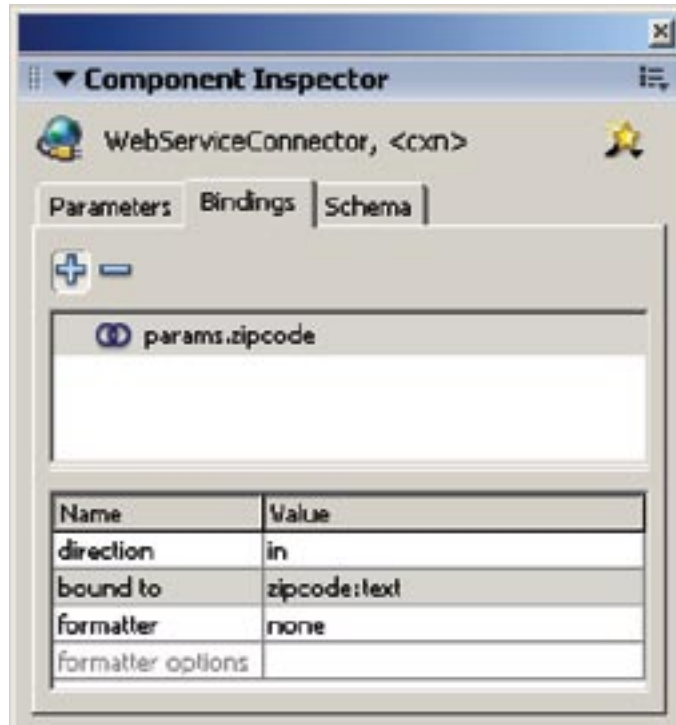 Component Inspector
WebServiceConnector, <cxn>
Parameters Bindings Schema
params.zipcode
Name Value
direction in
bound to zipcode:text
formatter none
formatter options